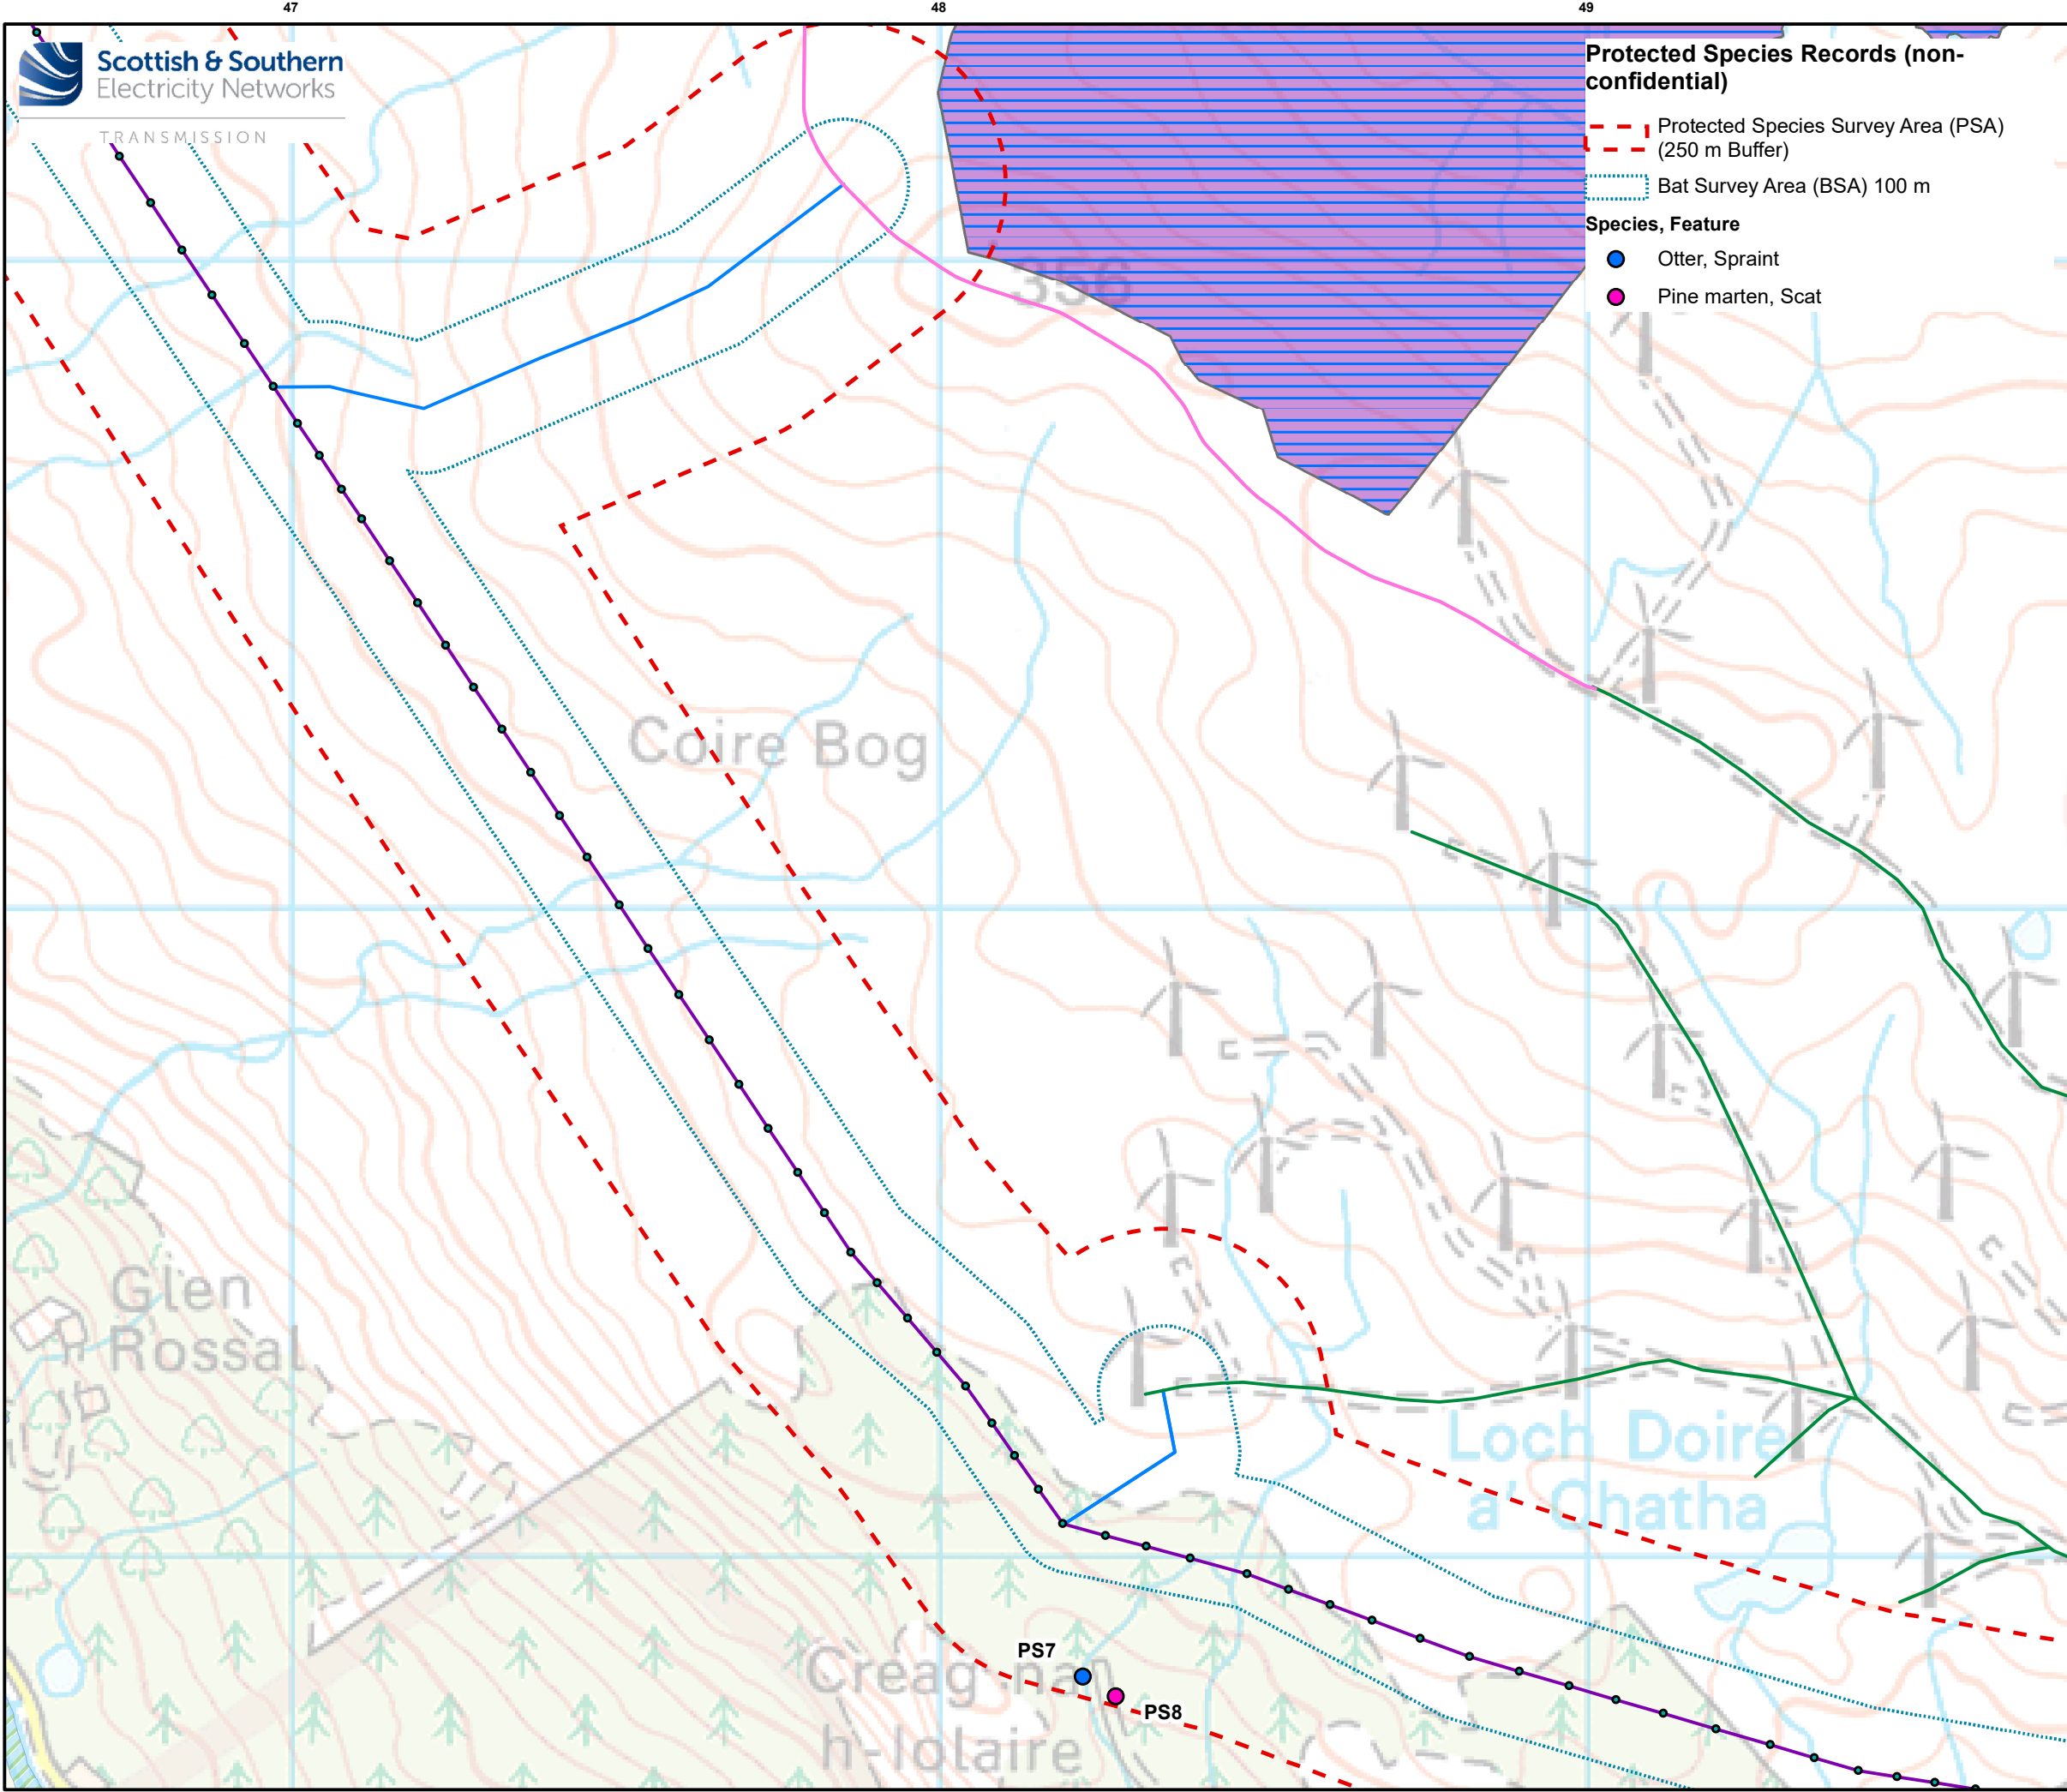 47
48
49
Scottish & Southern
Electricity Networks
TRANSMISSION
Protected Species Records (non-
confidential)
Protected Species Survey Area (PSA)
(250 m Buffer)
Bat Survey Area (BSA) 100 m
Species, Feature
Otter, Spraint
Pine marten, Scat
356
Coire Bog
Glen
Rossal
Loch Doire
a' Chatha
PS7
Creag nan
PS8
h-Iolaire